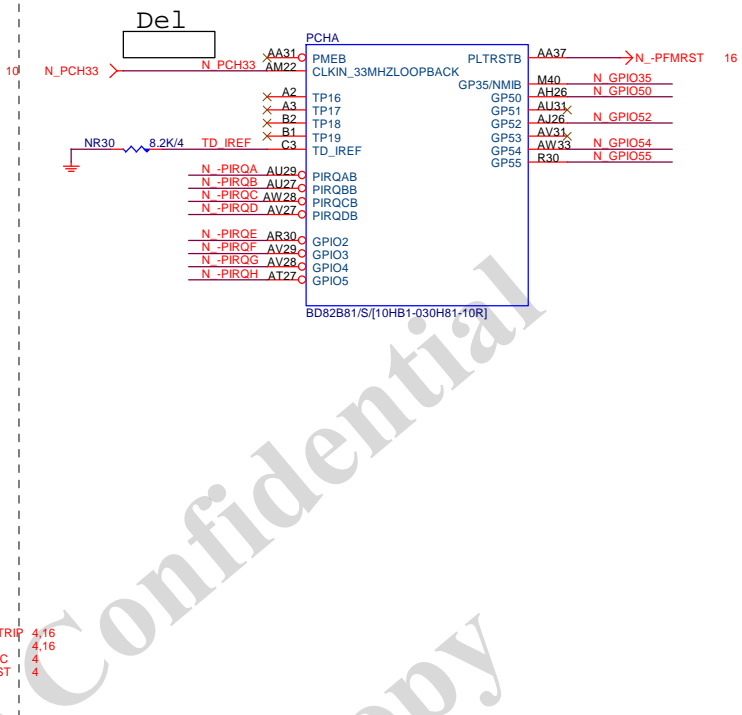 Del
PCHA
AA31 PMEB PLTRSTB AA37 N_-PFMRST 16
10 N_PCH33 N_PCH33 AM22 CLKIN_33MHZLOOPBACK
GP35/NMIB M40 N_GPIO35
A2 TP16 GP50 AH26 N_GPIO50
A3 TP17 GP51 AU31
B2 TP18 GP52 AJ26 N_GPIO52
B1 TP19 GP53 AV31
NR30 8.2K/4 TD_IREF C3 TD_IREF GP54 AW33 N_GPIO54
GP55 R30 N_GPIO55
N_-PIRQA AU29 PIRQAB
N_-PIRQB AU27 PIRQBB
N_-PIRQC AW28 PIRQCB
N_-PIRQD AV27 PIRQDB
N_-PIRQE AR30 GPIO2
N_-PIRQF AV29 GPIO3
N_-PIRQG AV28 GPIO4
N_-PIRQH AT27 GPIO5
BD82B81/S/[10HB1-030H81-10R]
Confidential
TRIP 4,16
4,16
C 4
ST 4
opy